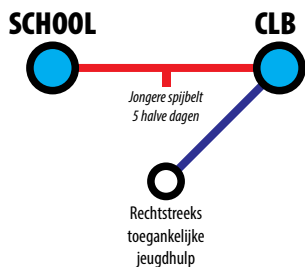 SCHOOL
CLB
Jongere spijbelt
5 halve dagen
Rechtstreeks
toegankelijke
jeugdhulp